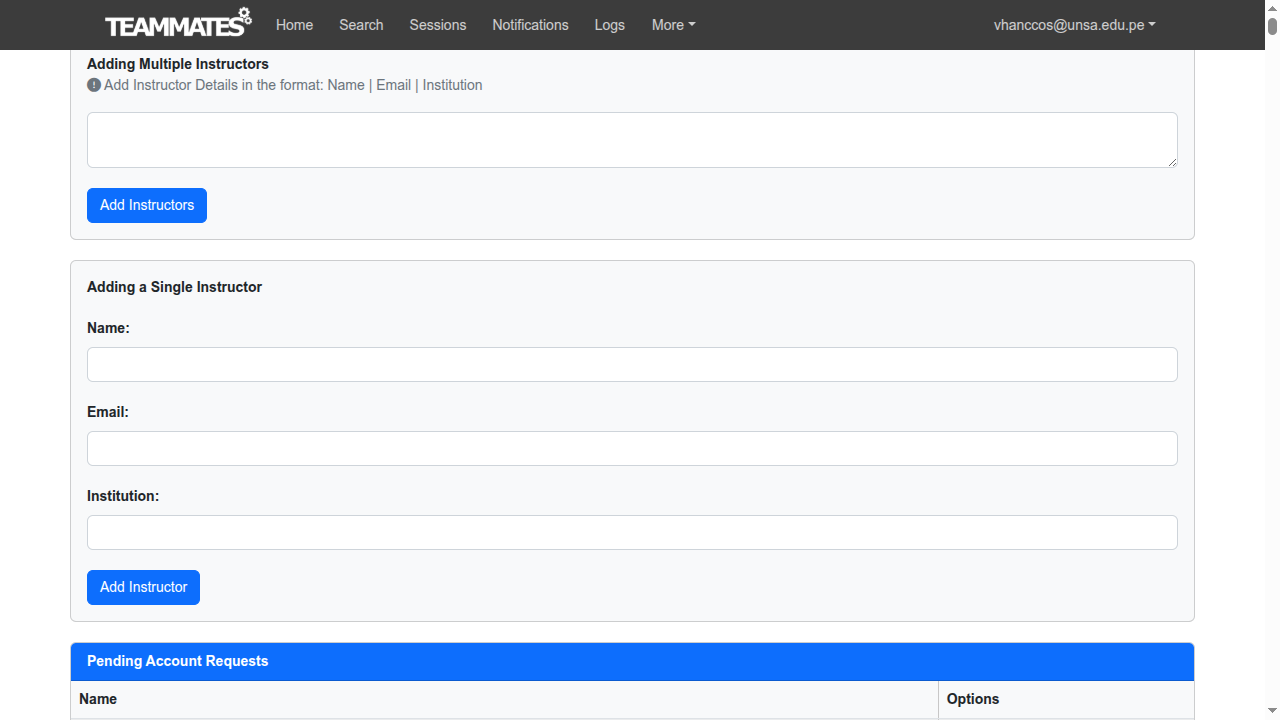 TEAMMATES Home Search Sessions Notifications Logs More vhanccos@unsa.edu.pe
Adding Multiple Instructors
Add Instructor Details in the format: Name | Email | Institution
Add Instructors
Adding a Single Instructor
Name:
Email:
Institution:
Add Instructor
Pending Account Requests
Name Options